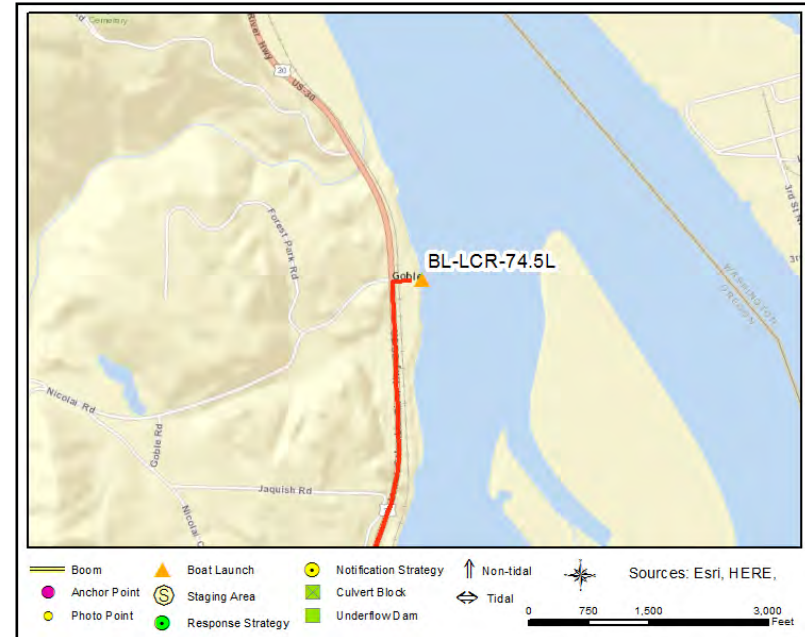 Cemetery
River Hwy
30
US-30
Forest Park Rd
3rd St N
BL-LCR-74.5L
Goble
WASHINGTON
OREGON
Nicolai Rd
Goble Rd
Jaquish Rd
Nicolai
Boom
Boat Launch
Notification Strategy
Non-tidal
Sources: Esri, HERE,
Anchor Point
S
Staging Area
Culvert Block
Tidal
Photo Point
Response Strategy
Underflow Dam
0 750 1,500 3,000
Feet